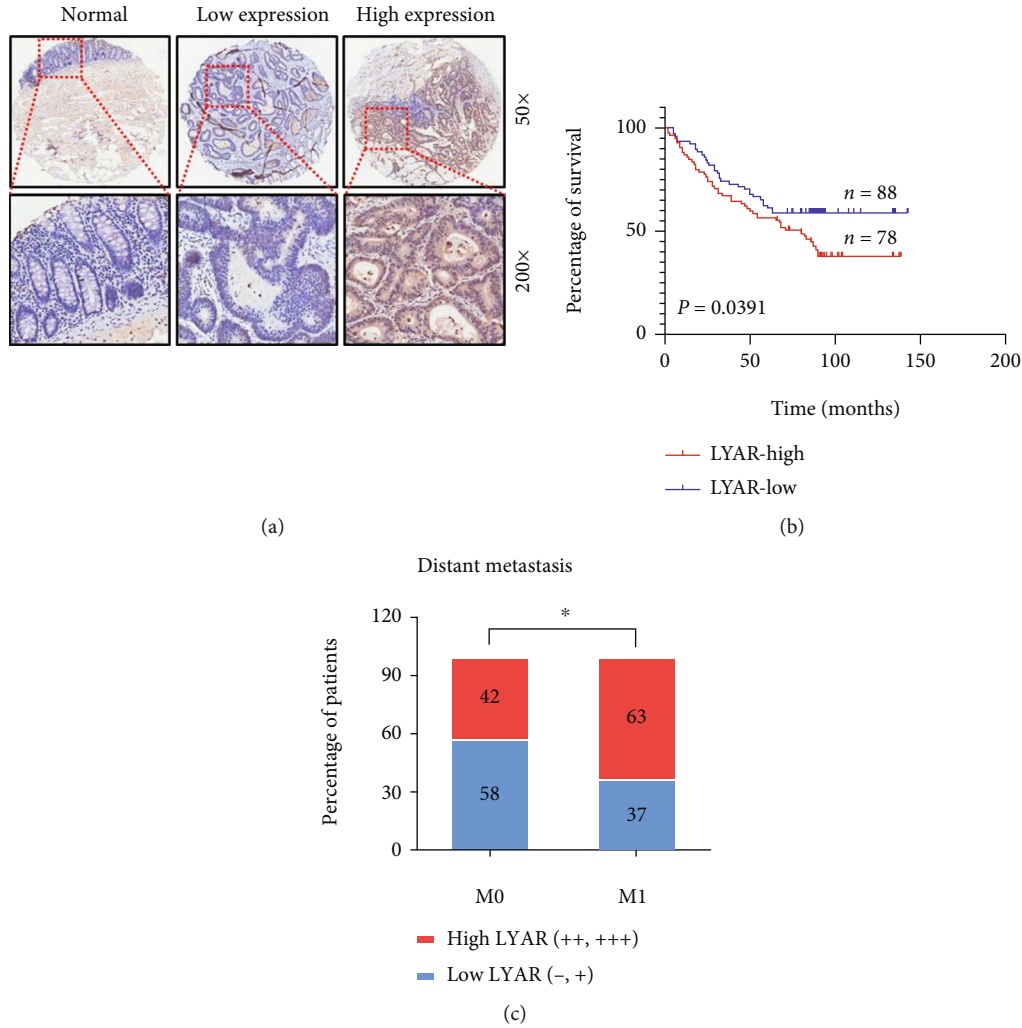 Normal
Low expression
High expression
50×
200×
(a)
Percentage of survival
100
50
0
n = 88
n = 78
P = 0.0391
0 50 100 150 200
Time (months)
LYAR-high
LYAR-low
(b)
Distant metastasis
Percentage of patients
120
90
60
30
0
*
42
58
63
37
M0
M1
High LYAR (++, +++)
Low LYAR (–, +)
(c)